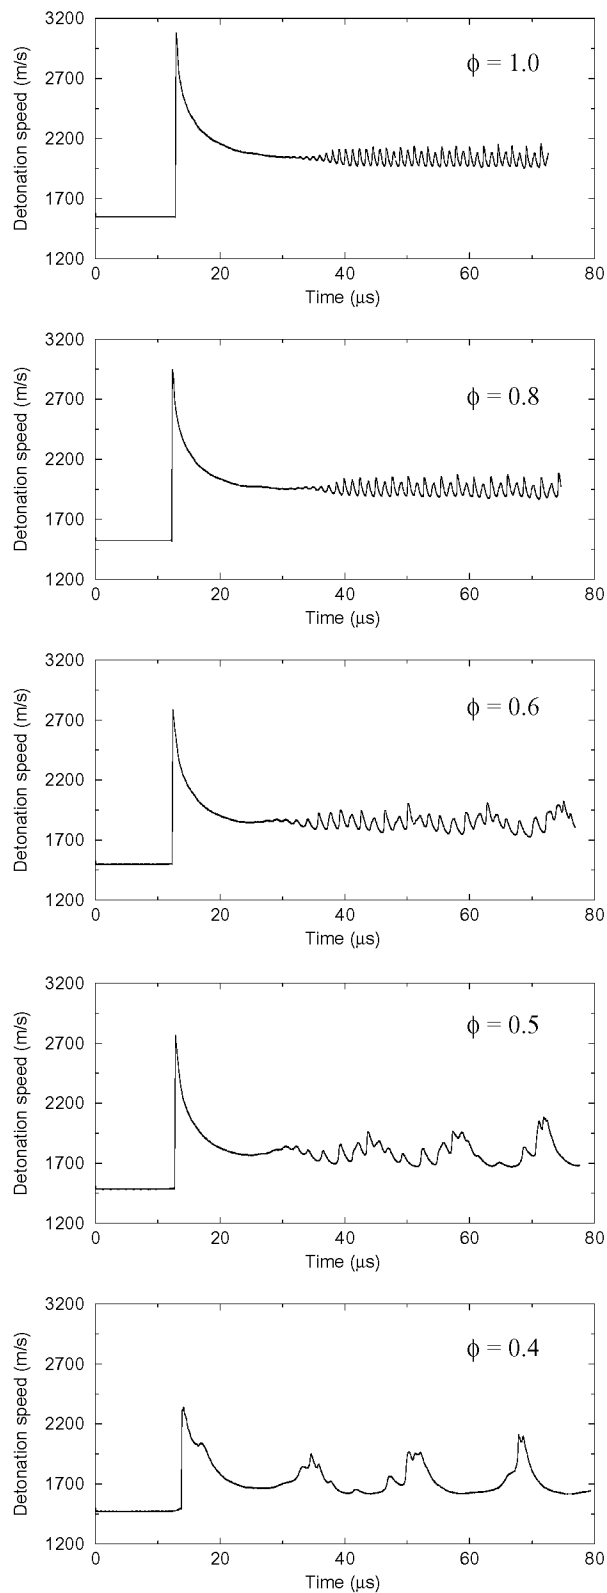 3200
2700
2200
1700
1200
Detonation speed (m/s)
ϕ = 1.0
0 20 40 60 80
Time (μs)
3200
2700
2200
1700
1200
Detonation speed (m/s)
ϕ = 0.8
0 20 40 60 80
Time (μs)
3200
2700
2200
1700
1200
Detonation speed (m/s)
ϕ = 0.6
0 20 40 60 80
Time (μs)
3200
2700
2200
1700
1200
Detonation speed (m/s)
ϕ = 0.5
0 20 40 60 80
Time (μs)
3200
2700
2200
1700
1200
Detonation speed (m/s)
ϕ = 0.4
0 20 40 60 80
Time (μs)